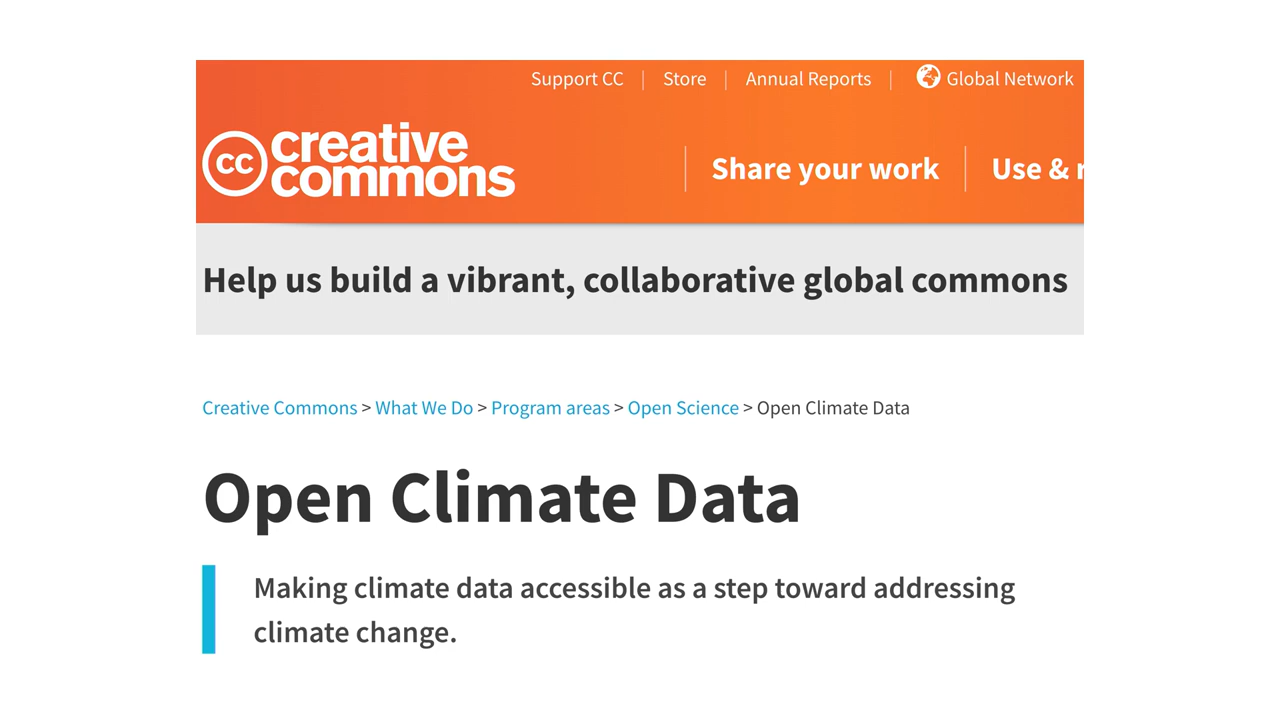 Support CC | Store | Annual Reports | Global Network
cc creative
commons
Share your work | Use &
Help us build a vibrant, collaborative global commons
Creative Commons > What We Do > Program areas > Open Science > Open Climate Data
Open Climate Data
Making climate data accessible as a step toward addressing
climate change.